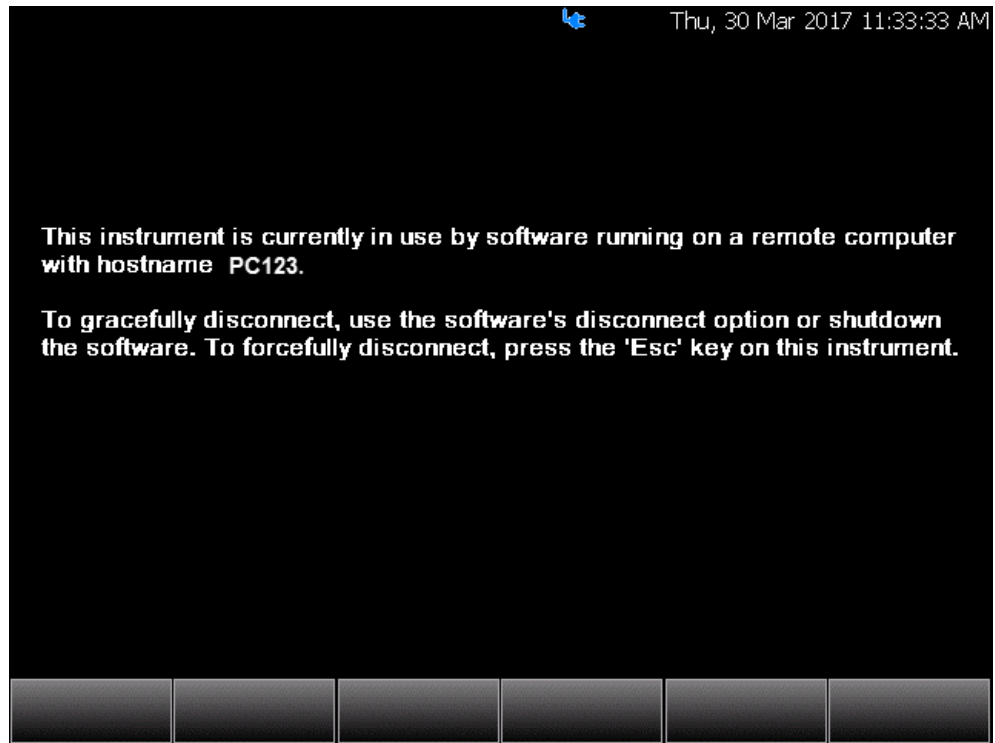 Thu, 30 Mar 2017 11:33:33 AM
This instrument is currently in use by software running on a remote computer
with hostname PC123.
To gracefully disconnect, use the software's disconnect option or shutdown
the software. To forcefully disconnect, press the 'Esc' key on this instrument.